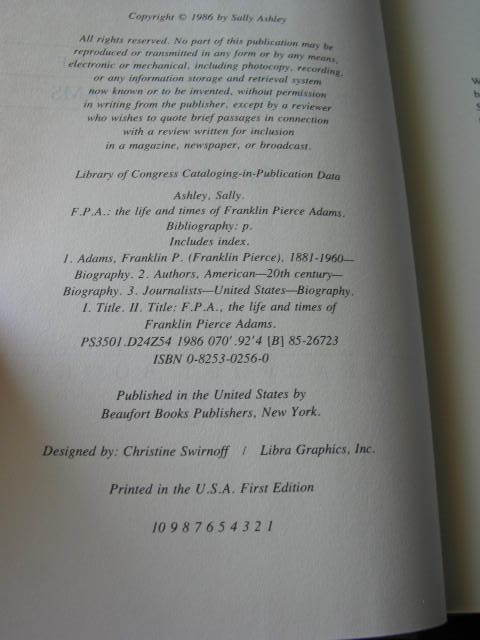 Copyright © 1986 by Sally Ashley
All rights reserved. No part of this publication may be
reproduced or transmitted in any form or by any means,
electronic or mechanical, including photocopy, recording,
or any information storage and retrieval system
now known or to be invented, without permission
in writing from the publisher, except by a reviewer
who wishes to quote brief passages in connection
with a review written for inclusion
in a magazine, newspaper, or broadcast.
Library of Congress Cataloging-in-Publication Data
Ashley, Sally.
F.P.A.: the life and times of Franklin Pierce Adams.
Bibliography: p.
Includes index.
1. Adams, Franklin P. (Franklin Pierce), 1881-1960—
Biography. 2. Authors, American—20th century—
Biography. 3. Journalists—United States—Biography.
I. Title. II. Title: F.P.A., the life and times of
Franklin Pierce Adams.
PS3501.D24Z54 1986 070'.92'4 [B] 85-26723
ISBN 0-8253-0256-0
Published in the United States by
Beaufort Books Publishers, New York.
Designed by: Christine Swirnoff / Libra Graphics, Inc.
Printed in the U.S.A. First Edition
10 9 8 7 6 5 4 3 2 1